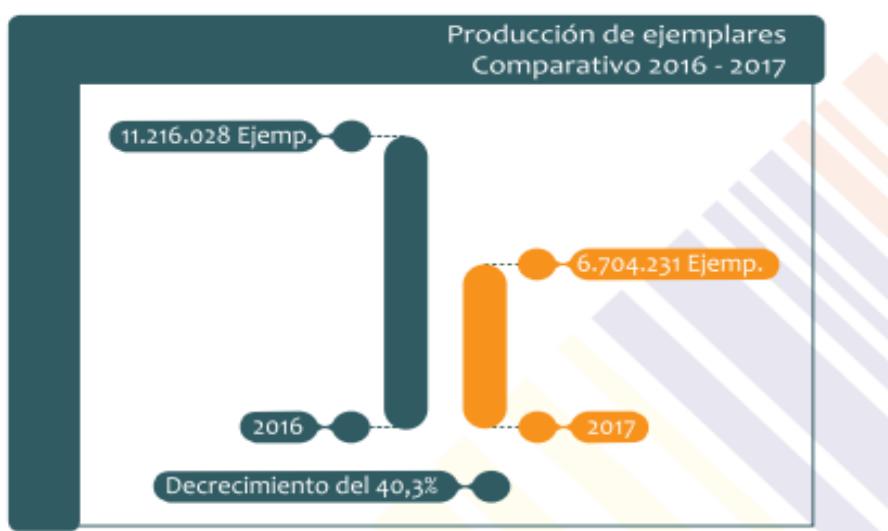 Producción de ejemplares
Comparativo 2016 - 2017
11.216.028 Ejemp.
6.704.231 Ejemp.
2016
2017
Decrecimiento del 40,3%